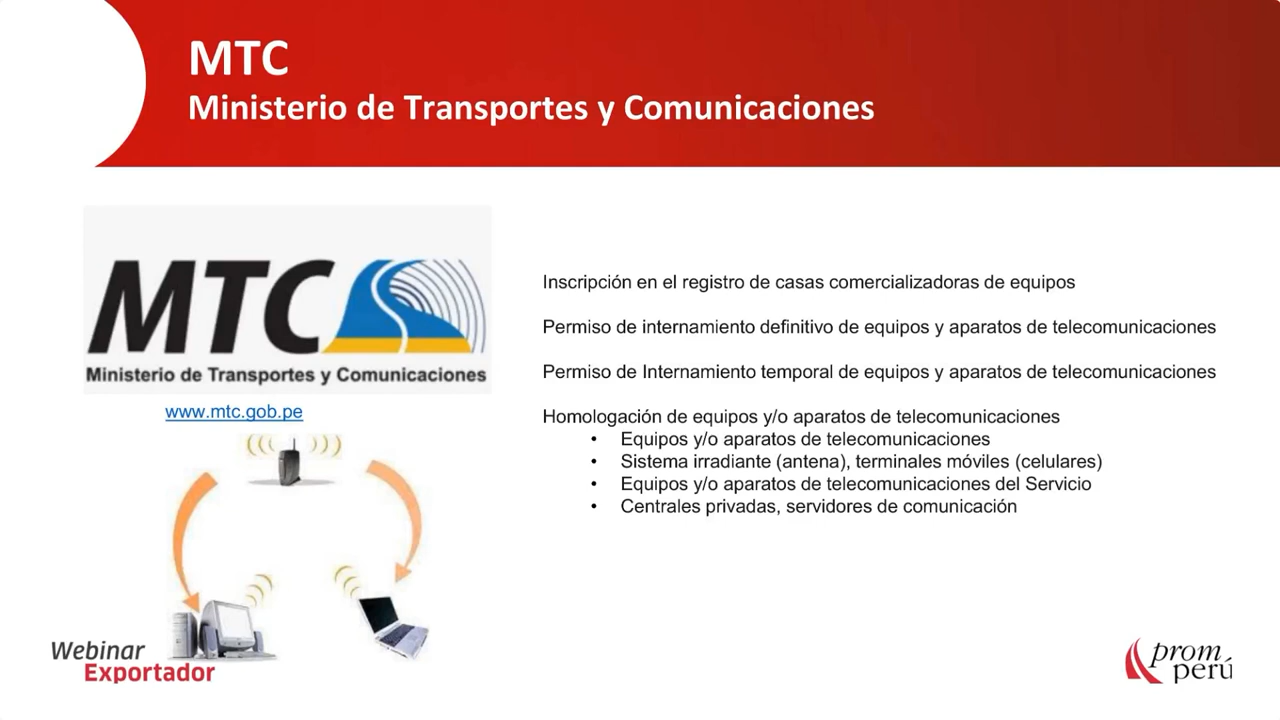 MTC
Ministerio de Transportes y Comunicaciones
MTC
Ministerio de Transportes y Comunicaciones
www.mtc.gob.pe
Inscripción en el registro de casas comercializadoras de equipos
Permiso de internamiento definitivo de equipos y aparatos de telecomunicaciones
Permiso de Internamiento temporal de equipos y aparatos de telecomunicaciones
Homologación de equipos y/o aparatos de telecomunicaciones
• Equipos y/o aparatos de telecomunicaciones
• Sistema irradiante (antena), terminales móviles (celulares)
• Equipos y/o aparatos de telecomunicaciones del Servicio
• Centrales privadas, servidores de comunicación
Webinar
Exportador
prom
perú